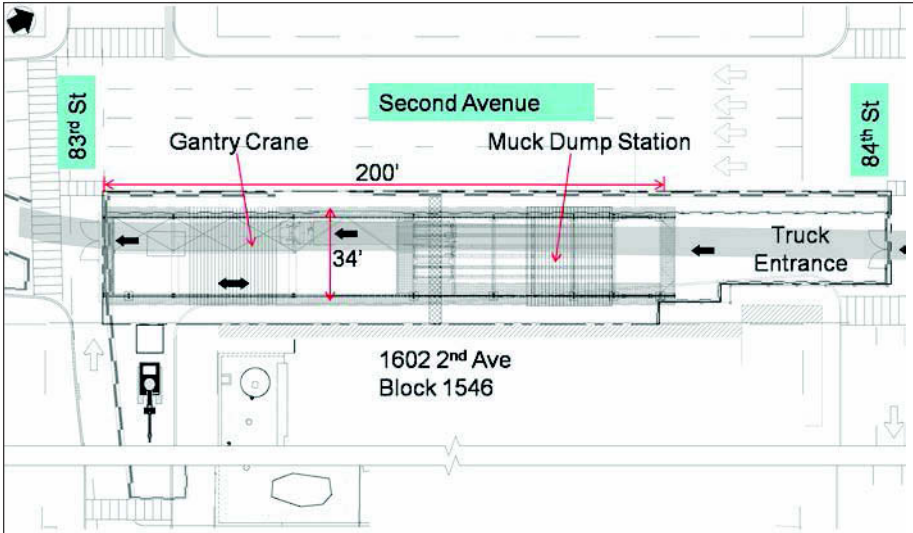 Second Avenue
83rd St
84th St
Gantry Crane
Muck Dump Station
200'
34'
Truck
Entrance
1602 2nd Ave
Block 1546